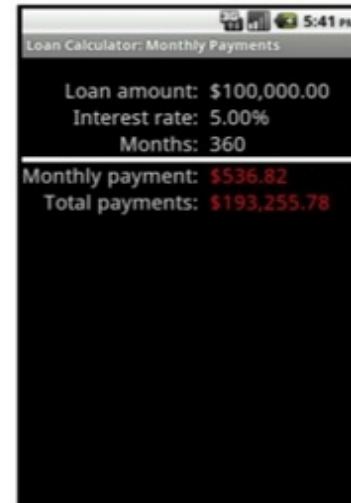 5:41 PM
Loan Calculator: Monthly Payments
Loan amount: $100,000.00
Interest rate: 5.00%
Months: 360
Monthly payment: $536.82
Total payments: $193,255.78